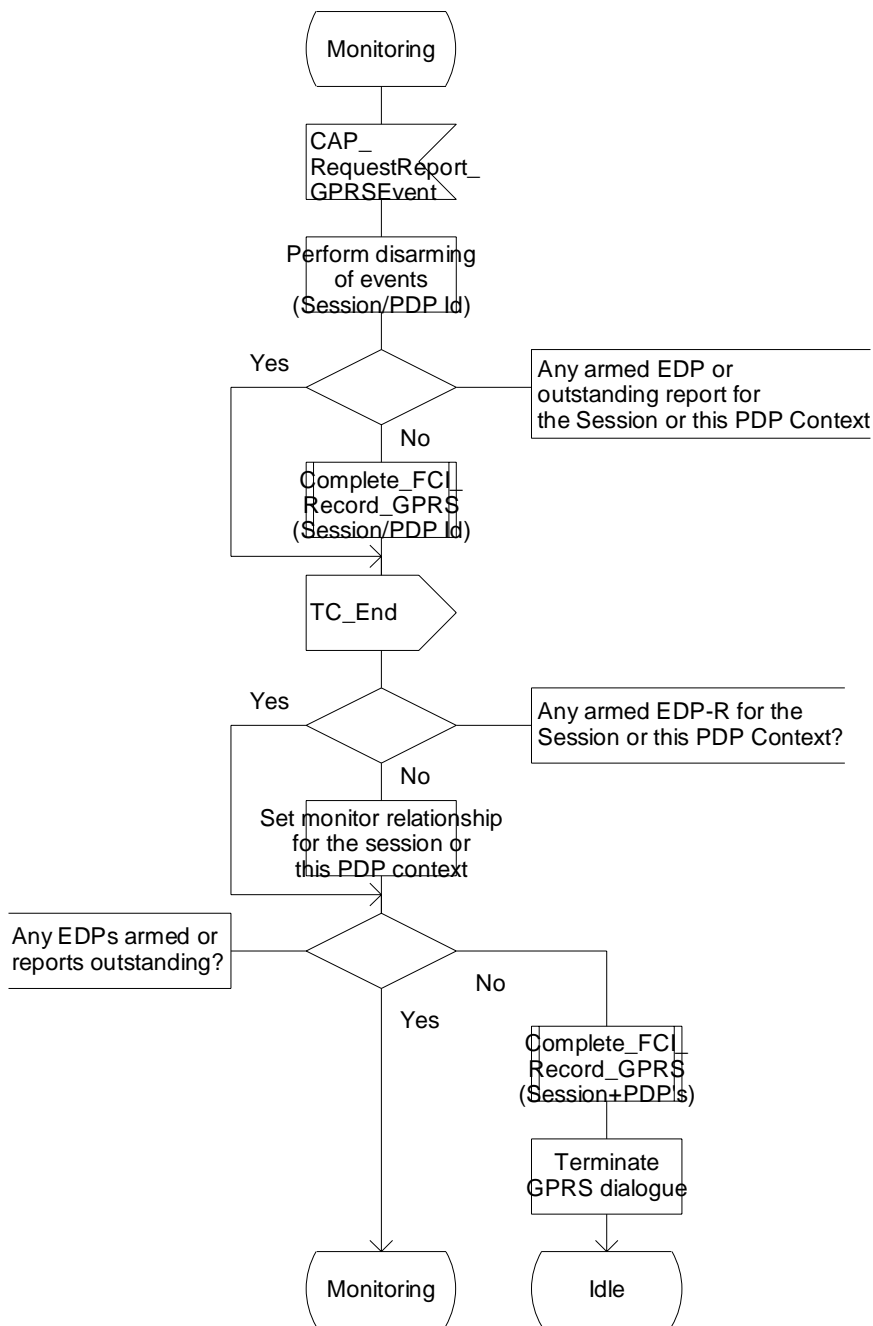 Monitoring
CAP_
RequestReport_
GPRSEvent
Perform disarming
of events
(Session/PDP Id)
Yes
Any armed EDP or
outstanding report for
the Session or this PDP Context
No
Complete_FCI_
Record_GPRS
(Session/PDP Id)
TC_End
Yes
Any armed EDP-R for the
Session or this PDP Context?
No
Set monitor relationship
for the session or
this PDP context
Any EDPs armed or
reports outstanding?
No
Yes
Complete_FCI_
Record_GPRS
(Session+PDP's)
Terminate
GPRS dialogue
Monitoring
Idle